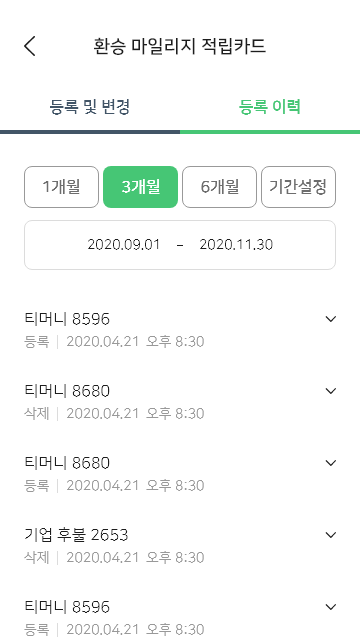 환승 마일리지 적립카드
등록 및 변경
등록 이력
1개월
3개월
6개월
기간설정
2020.09.01 – 2020.11.30
티머니 8596
등록 | 2020.04.21 오후 8:30
티머니 8680
삭제 | 2020.04.21 오후 8:30
티머니 8680
등록 | 2020.04.21 오후 8:30
기업 후불 2653
삭제 | 2020.04.21 오후 8:30
티머니 8596
등록 | 2020.04.21 오후 8:30